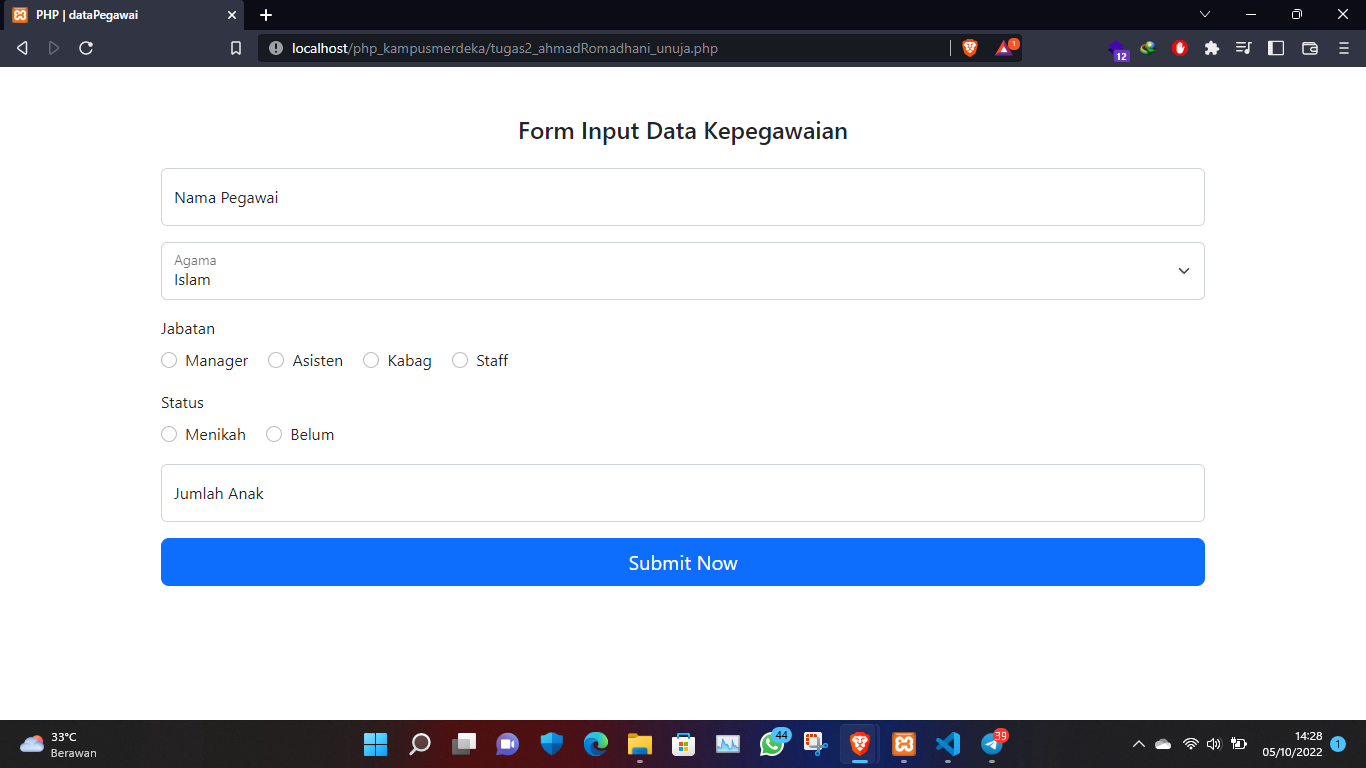 PHP | dataPegawai
localhost/php_kampusmerdeka/tugas2_ahmadRomadhani_unuja.php
1
12
Form Input Data Kepegawaian
Nama Pegawai
Agama
Islam
Jabatan
Manager Asisten Kabag Staff
Status
Menikah Belum
Jumlah Anak
Submit Now
33°C
Berawan
44
39
14:28
05/10/2022
1